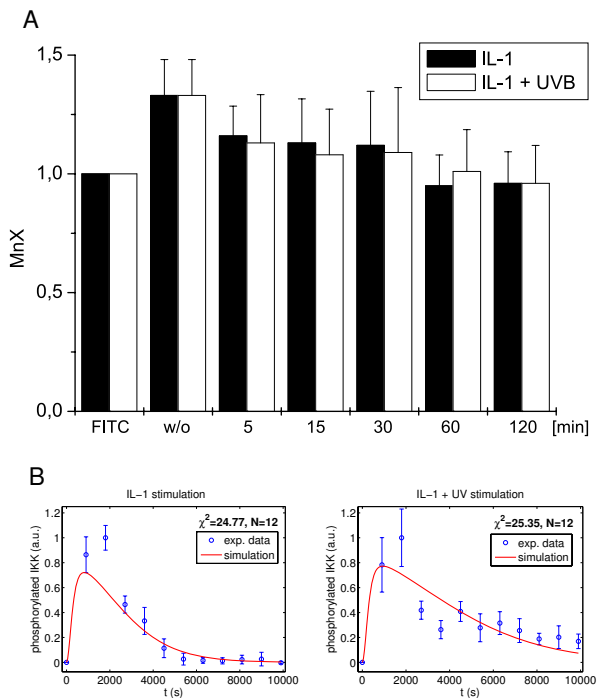 A
IL-1
IL-1 + UVB
MnX
1,5
1,0
0,5
0,0
FITC w/o 5 15 30 60 120 [min]
B
IL−1 stimulation
χ²=24.77, N=12
exp. data
simulation
phosphorylated IKK (a.u.)
1.2
1
0.8
0.6
0.4
0.2
0
0 2000 4000 6000 8000 10000
t (s)
IL−1 + UV stimulation
χ²=25.35, N=12
exp. data
simulation
phosphorylated IKK (a.u.)
1.2
1
0.8
0.6
0.4
0.2
0
0 2000 4000 6000 8000 10000
t (s)